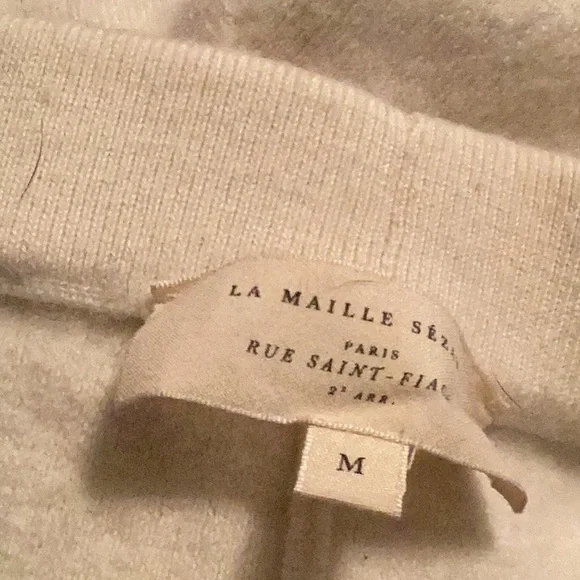 LA MAILLE
PARIS
RUE SAINT-
2E ARR.
M